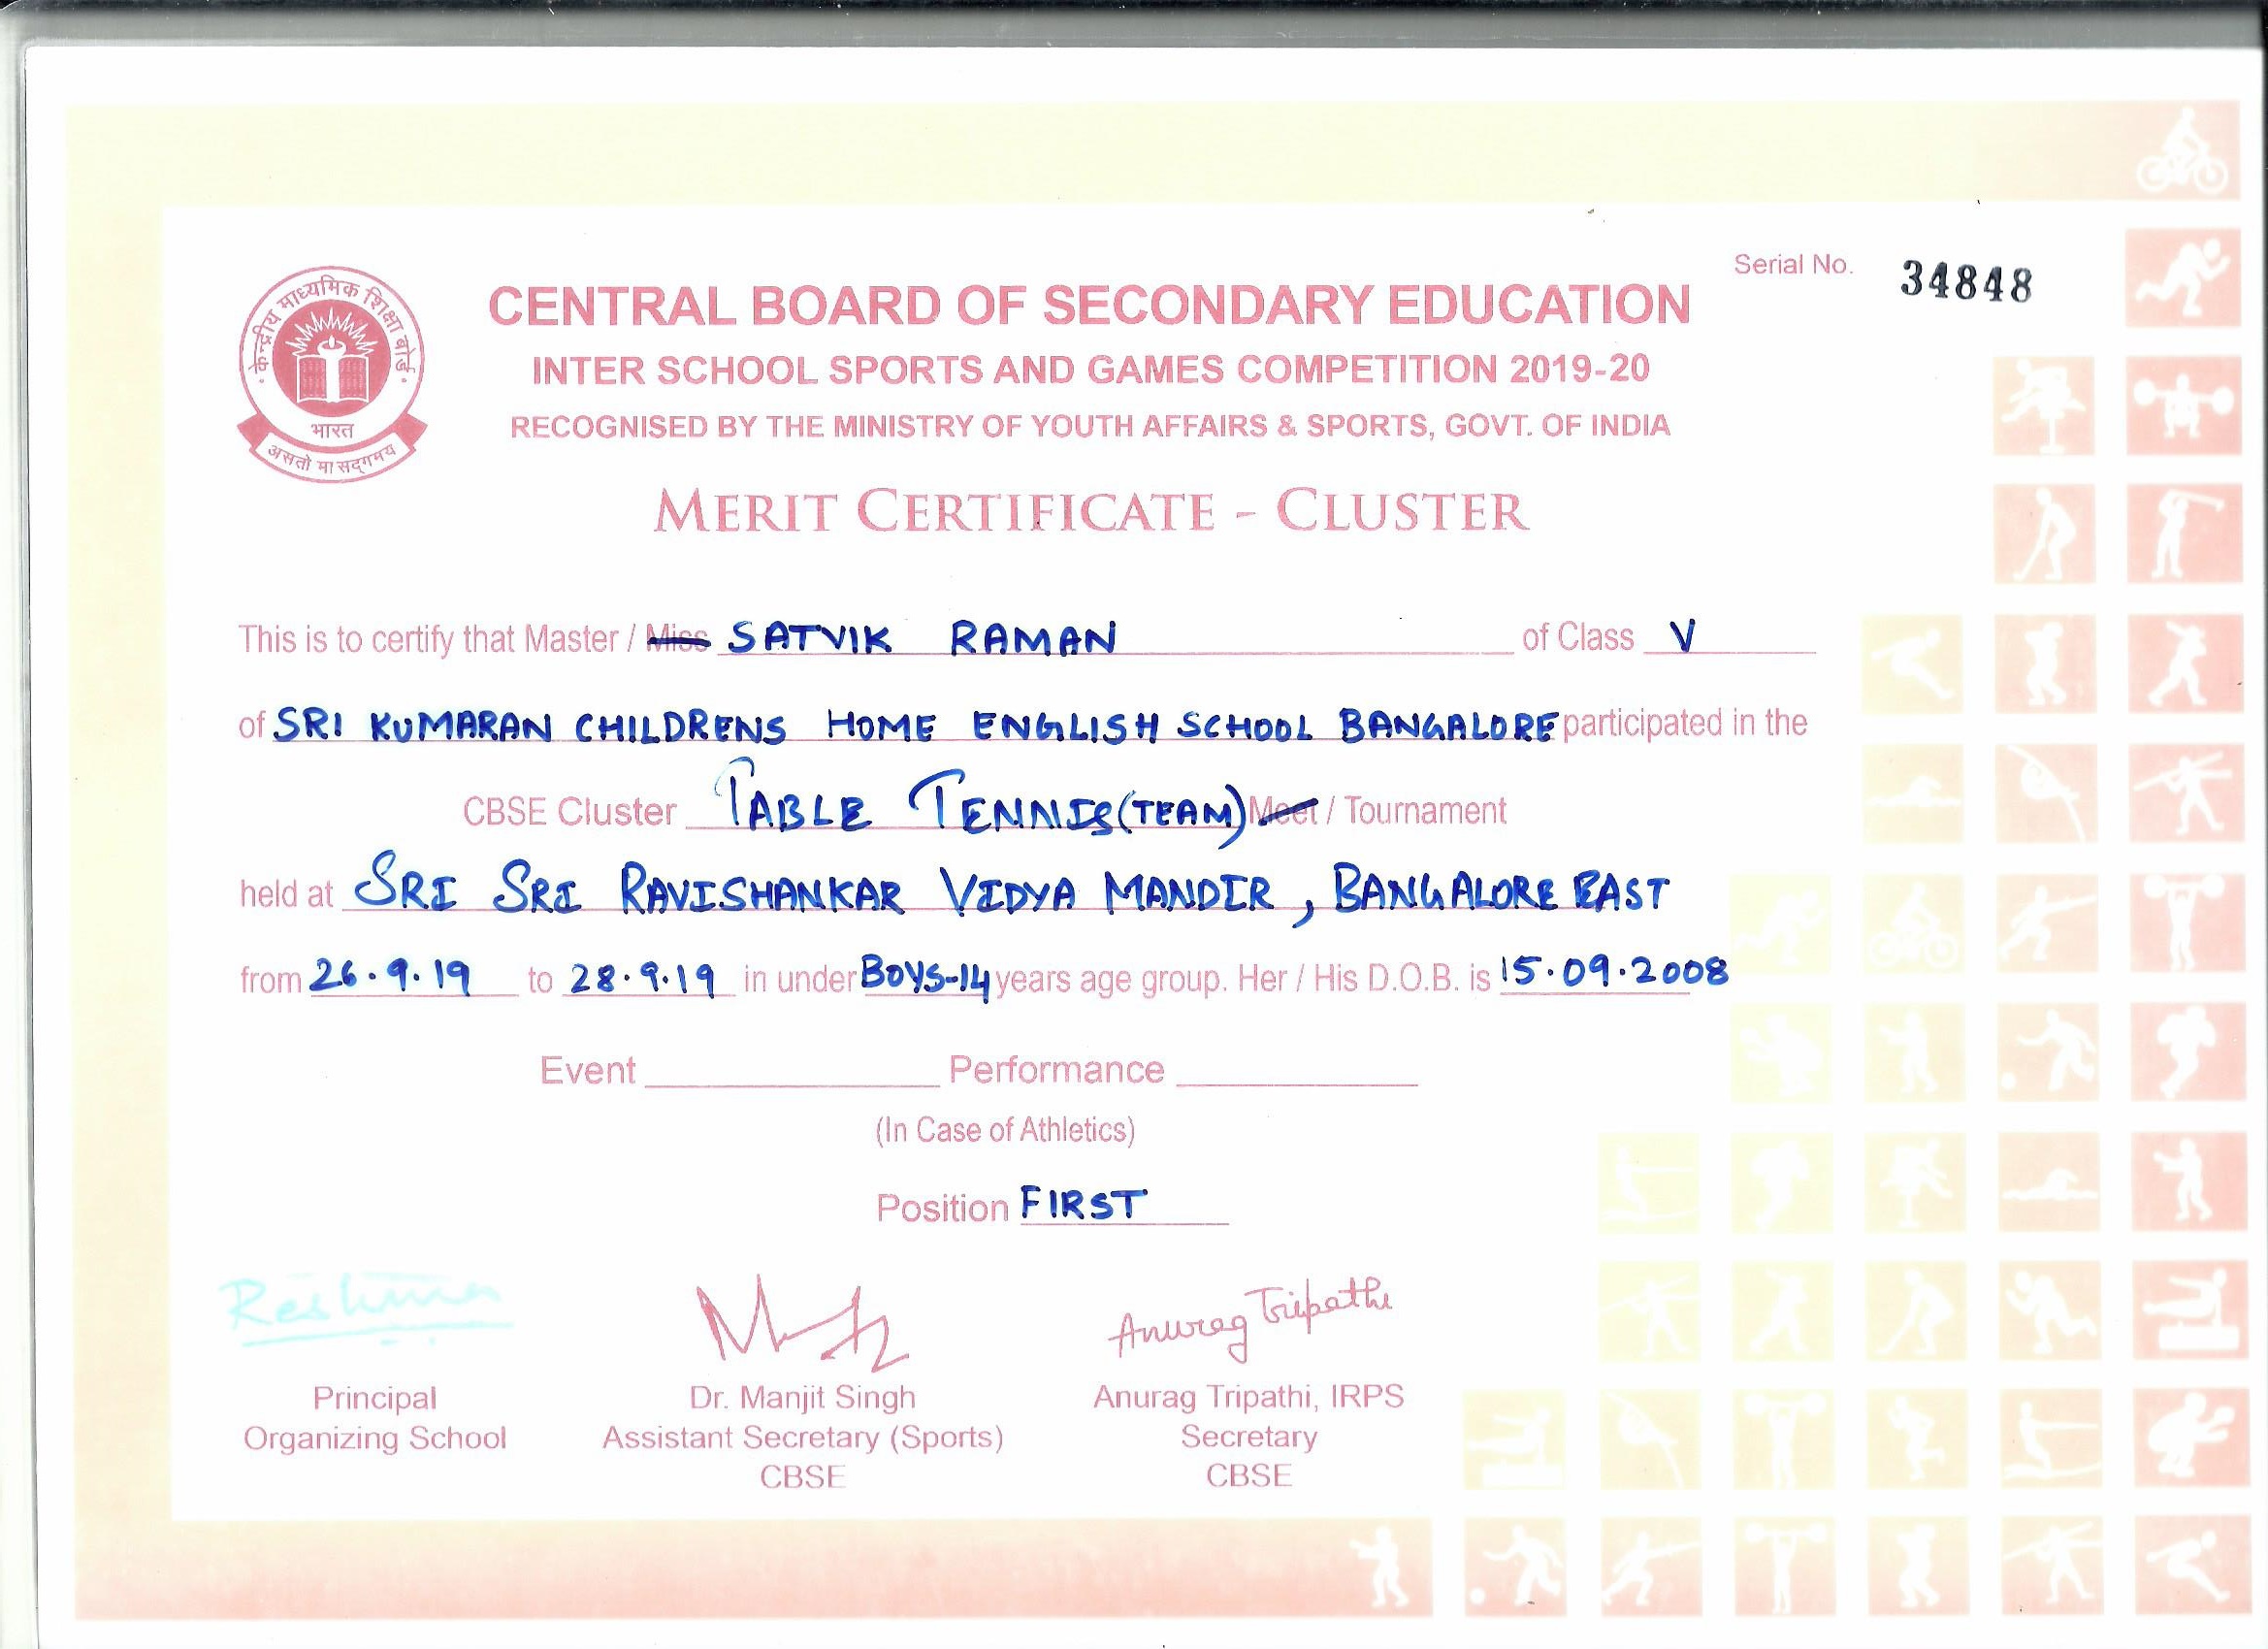 केन्द्रीय माध्यमिक शिक्षा बोर्ड
भारत
असतो मा सद्गमय
Serial No. 34848
CENTRAL BOARD OF SECONDARY EDUCATION
INTER SCHOOL SPORTS AND GAMES COMPETITION 2019-20
RECOGNISED BY THE MINISTRY OF YOUTH AFFAIRS & SPORTS, GOVT. OF INDIA
MERIT CERTIFICATE - CLUSTER
This is to certify that Master / Miss SATVIK RAMAN of Class V
of SRI KUMARAN CHILDRENS HOME ENGLISH SCHOOL BANGALORE participated in the
CBSE Cluster TABLE TENNIS (TEAM) Meet / Tournament
held at SRI SRI RAVISHANKAR VIDYA MANDIR, BANGALORE EAST
from 26.9.19 to 28.9.19 in under BOYS-14 years age group. Her / His D.O.B. is 15.09.2008
Event Performance
(In Case of Athletics)
Position FIRST
Reshma
Anurag Tripathi
Principal
Organizing School
Dr. Manjit Singh
Assistant Secretary (Sports)
CBSE
Anurag Tripathi, IRPS
Secretary
CBSE